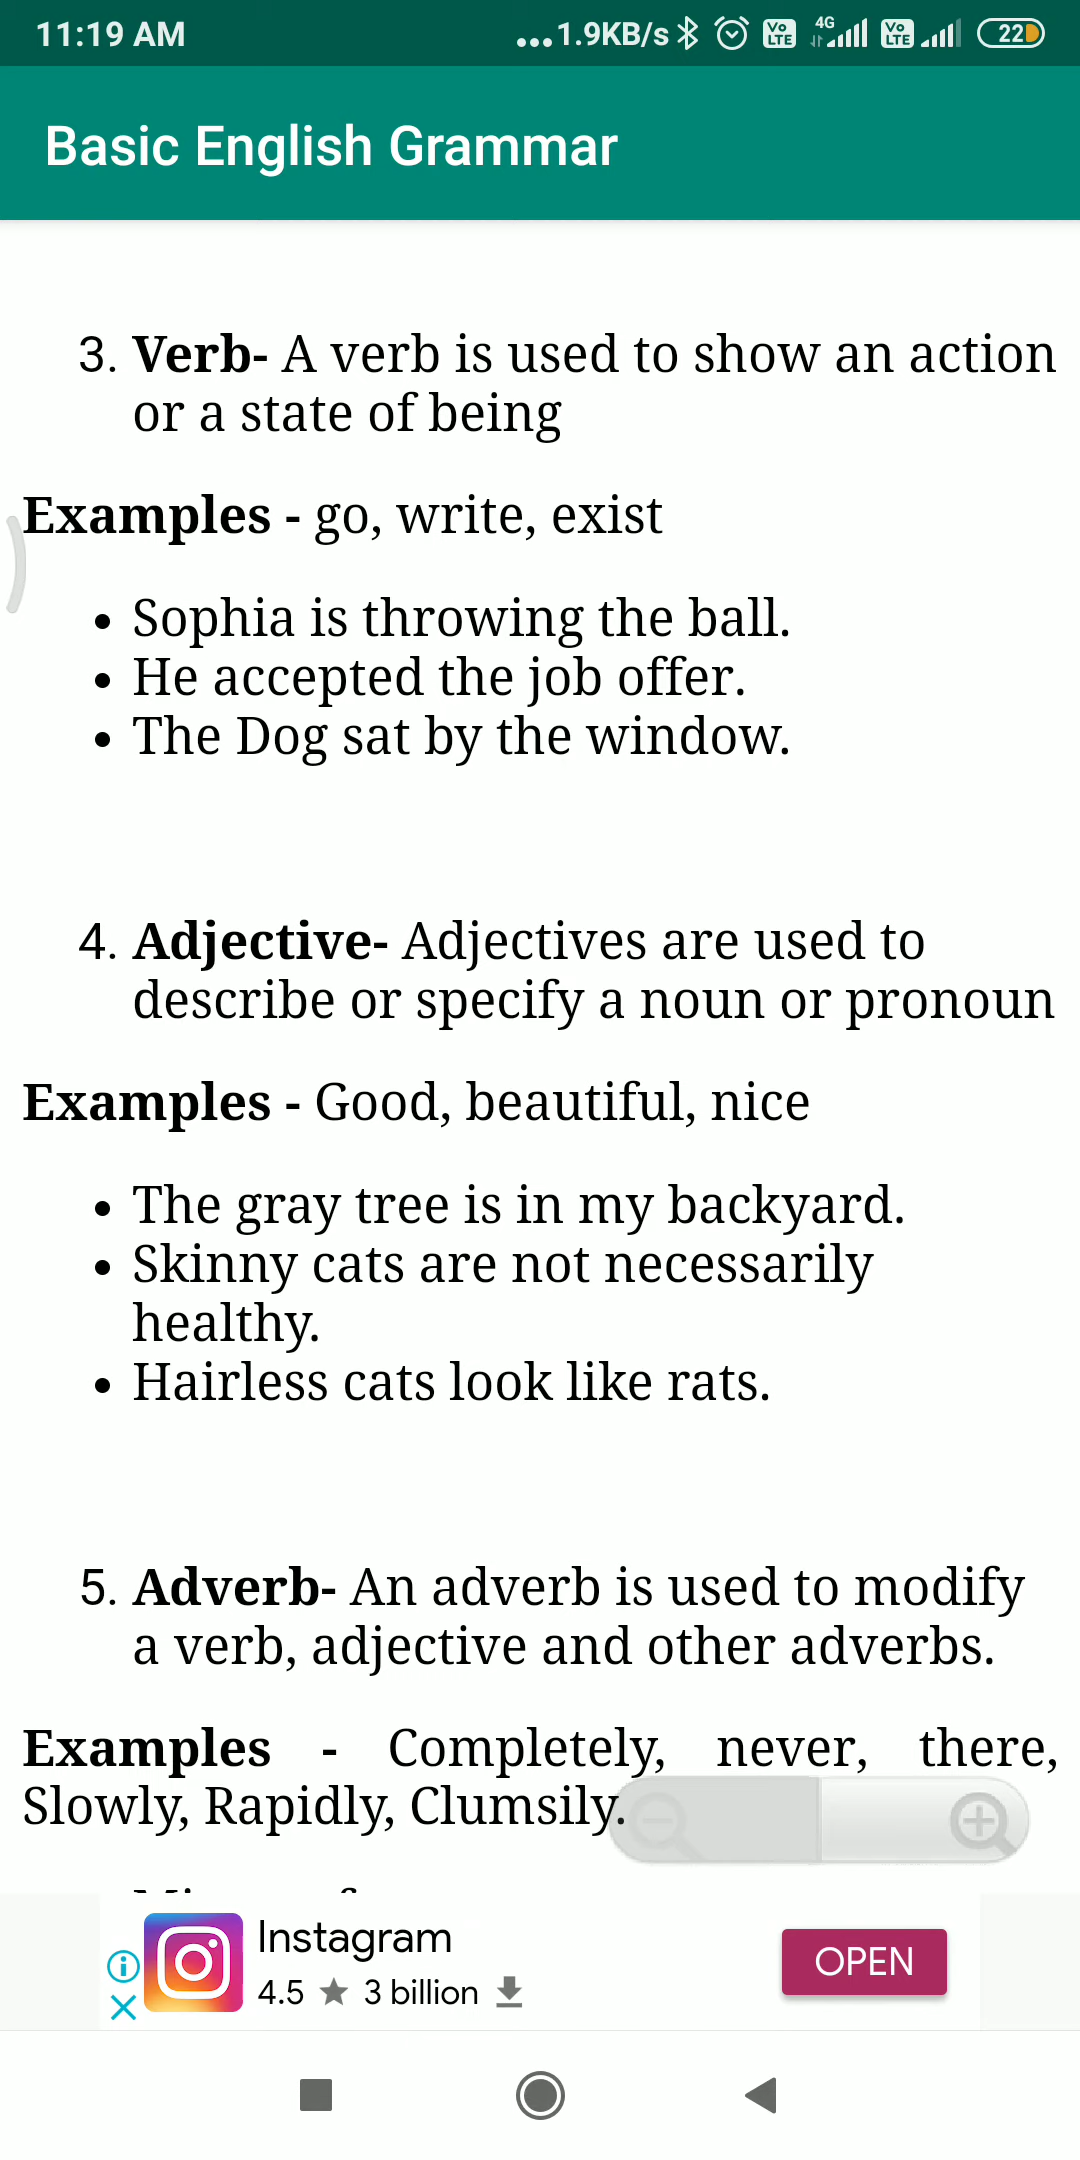 11:19 AM
...1.9KB/s Vo LTE 4G Vo LTE 22
Basic English Grammar
3. Verb- A verb is used to show an action
or a state of being
Examples - go, write, exist
• Sophia is throwing the ball.
• He accepted the job offer.
• The Dog sat by the window.
4. Adjective- Adjectives are used to
describe or specify a noun or pronoun
Examples - Good, beautiful, nice
• The gray tree is in my backyard.
• Skinny cats are not necessarily
healthy.
• Hairless cats look like rats.
5. Adverb- An adverb is used to modify
a verb, adjective and other adverbs.
Examples - Completely, never, there,
Slowly, Rapidly, Clumsily.
Instagram
4.5 ★ 3 billion
OPEN